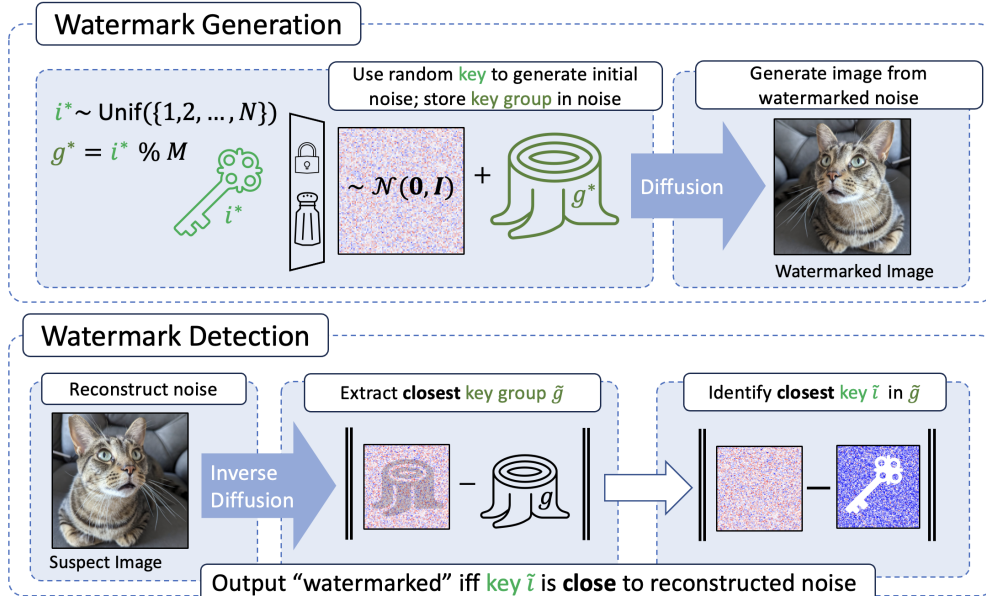 Watermark Generation
i* ~ Unif({1,2, ... , N})
g* = i* % M
i*
Use random key to generate initial
noise; store key group in noise
~ 𝒩(0, I)
+
g*
Diffusion
Generate image from
watermarked noise
Watermarked Image
Watermark Detection
Reconstruct noise
Suspect Image
Inverse
Diffusion
Extract closest key group g̃
−
g
Identify closest key ĩ in g̃
−
Output “watermarked” iff key ĩ is close to reconstructed noise